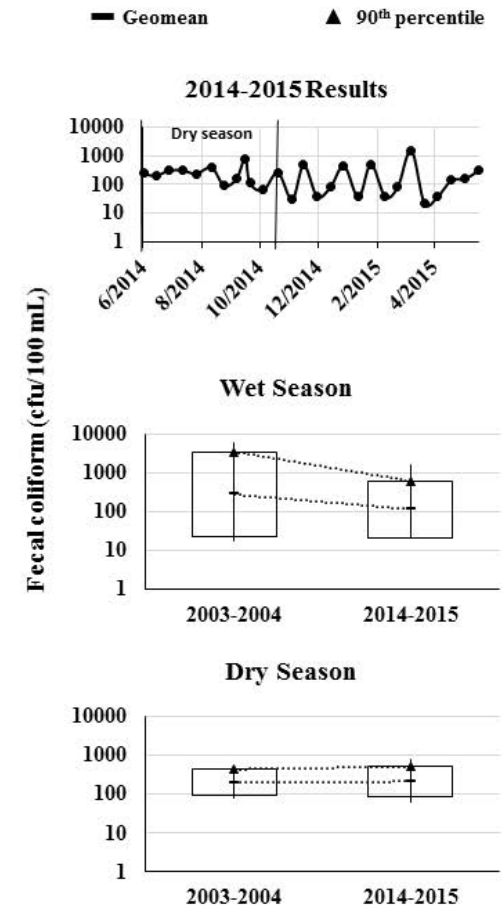 Geomean ▲ 90th percentile
2014-2015 Results
Dry season
10000
1000
100
10
1
6/2014 8/2014 10/2014 12/2014 2/2015 4/2015
Fecal coliform (cfu/100 mL)
Wet Season
10000
1000
100
10
1
2003-2004 2014-2015
Dry Season
10000
1000
100
10
1
2003-2004 2014-2015